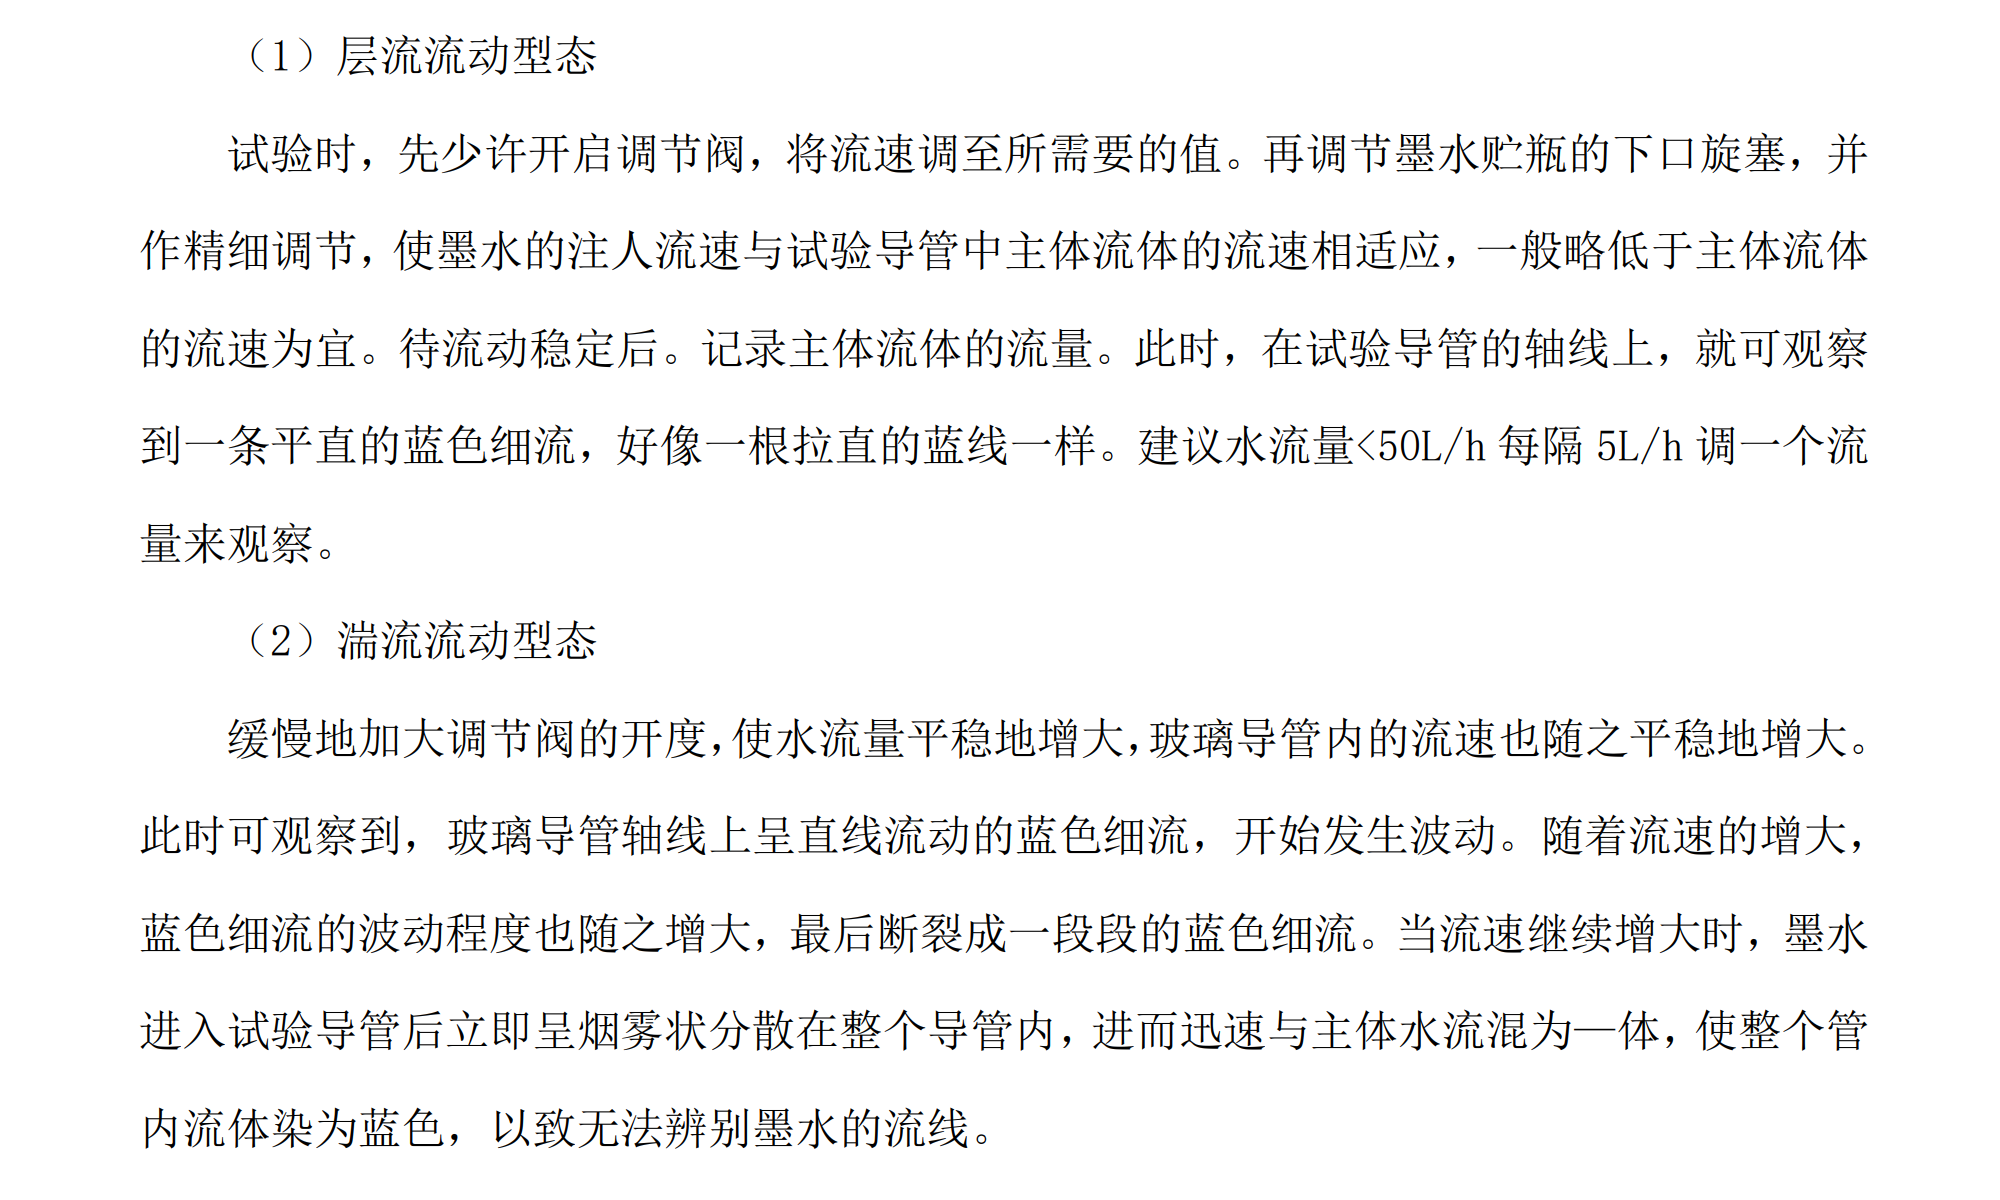 （1）层流流动型态
试验时，先少许开启调节阀，将流速调至所需要的值。再调节墨水贮瓶的下口旋塞，并
作精细调节，使墨水的注人流速与试验导管中主体流体的流速相适应，一般略低于主体流体
的流速为宜。待流动稳定后。记录主体流体的流量。此时，在试验导管的轴线上，就可观察
到一条平直的蓝色细流，好像一根拉直的蓝线一样。建议水流量<50L/h 每隔 5L/h 调一个流
量来观察。
（2）湍流流动型态
缓慢地加大调节阀的开度，使水流量平稳地增大，玻璃导管内的流速也随之平稳地增大。
此时可观察到，玻璃导管轴线上呈直线流动的蓝色细流，开始发生波动。随着流速的增大，
蓝色细流的波动程度也随之增大，最后断裂成一段段的蓝色细流。当流速继续增大时，墨水
进入试验导管后立即呈烟雾状分散在整个导管内，进而迅速与主体水流混为—体，使整个管
内流体染为蓝色，以致无法辨别墨水的流线。